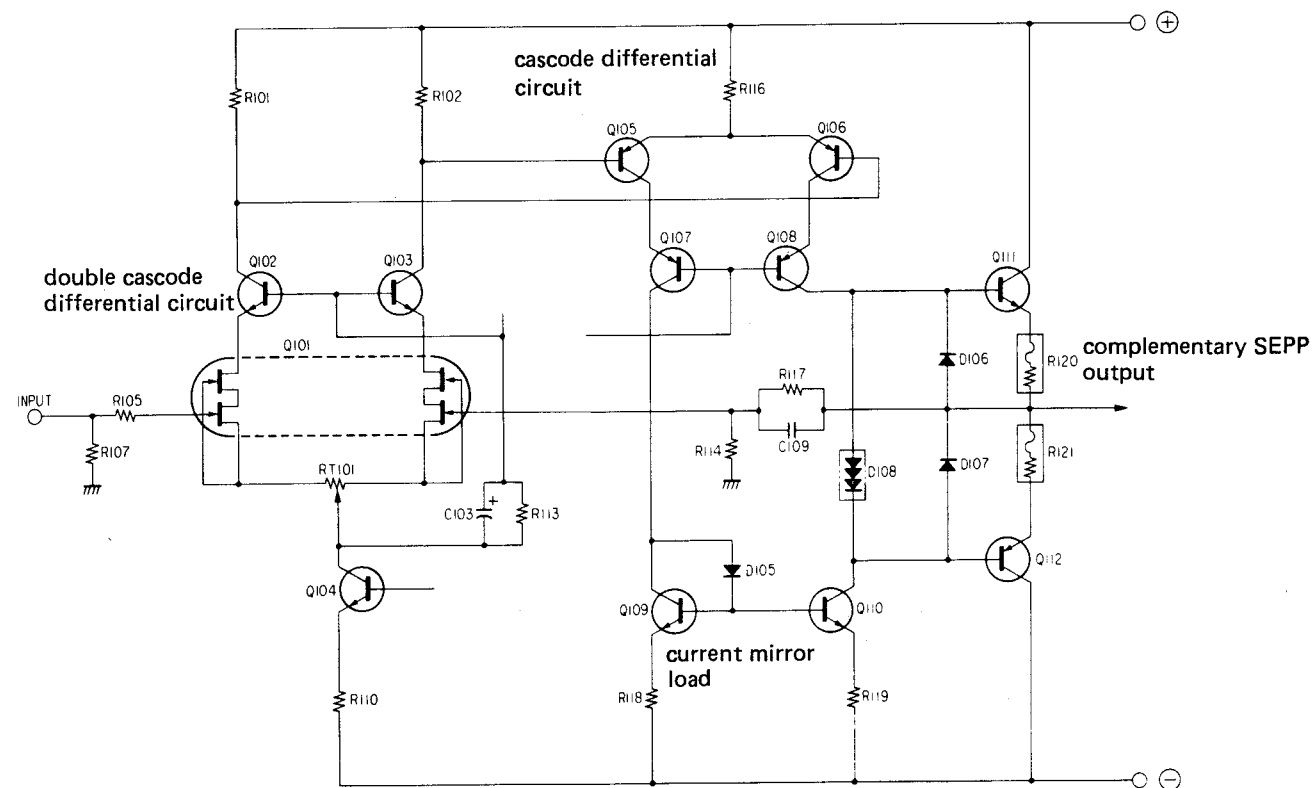 ⊕
cascode differential
circuit
R101
R102
R116
Q105
Q106
Q102
Q103
Q107
Q108
Q111
double cascode
differential circuit
Q101
D106
R120
complementary SEPP
output
R117
INPUT
R105
R107
C109
R114
R121
RT101
D108
D107
C103
+
R113
Q104
D105
Q112
Q109
Q110
current mirror
load
R110
R118
R119
⊖